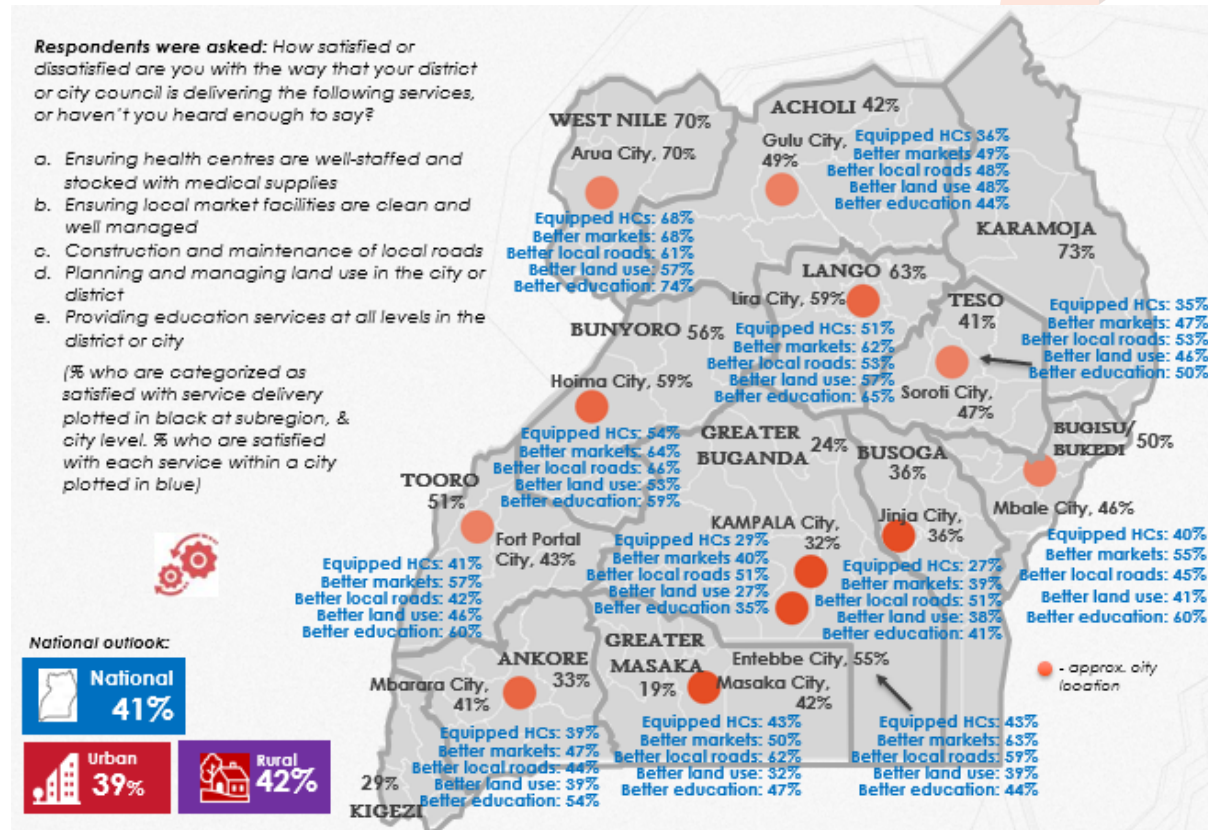 Respondents were asked: How satisfied or
dissatisfied are you with the way that your district
or city council is delivering the following services,
or haven't you heard enough to say?
a. Ensuring health centres are well-staffed and
stocked with medical supplies
b. Ensuring local market facilities are clean and
well managed
c. Construction and maintenance of local roads
d. Planning and managing land use in the city or
district
e. Providing education services at all levels in the
district or city
(% who are categorized as
satisfied with service delivery
plotted in black at subregion, &
city level. % who are satisfied
with each service within a city
plotted in blue)
National outlook:
National
41%
Urban
39%
Rural
42%
WEST NILE 70%
Arua City, 70%
Equipped HCs: 68%
Better markets: 68%
Better local roads: 61%
Better land use: 57%
Better education: 74%
ACHOLI 42%
Gulu City,
49%
Equipped HCs 36%
Better markets 49%
Better local roads 48%
Better land use 48%
Better education 44%
KARAMOJA
73%
LANGO 63%
Lira City, 59%
Equipped HCs: 51%
Better markets: 62%
Better local roads: 53%
Better land use: 57%
Better education: 65%
TESO
41%
Soroti City,
47%
Equipped HCs: 35%
Better markets: 47%
Better local roads: 53%
Better land use: 46%
Better education: 50%
BUNYORO 56%
Hoima City, 59%
Equipped HCs: 54%
Better markets: 64%
Better local roads: 66%
Better land use: 53%
Better education: 59%
GREATER
BUGANDA 24%
BUSOGA
36%
BUGISU/
BUKEDI 50%
Mbale City, 46%
Equipped HCs: 40%
Better markets: 55%
Better local roads: 45%
Better land use: 41%
Better education: 60%
TOORO
51%
Fort Portal
City, 43%
Equipped HCs: 41%
Better markets: 57%
Better local roads: 42%
Better land use: 46%
Better education: 60%
KAMPALA City,
32%
Equipped HCs 29%
Better markets 40%
Better local roads 51%
Better land use 27%
Better education 35%
Jinja City,
36%
Equipped HCs: 27%
Better markets: 39%
Better local roads: 51%
Better land use: 38%
Better education: 41%
ANKORE
33%
Mbarara City,
41%
Equipped HCs: 39%
Better markets: 47%
Better local roads: 44%
Better land use: 39%
Better education: 54%
GREATER
MASAKA
19%
Masaka City,
42%
Equipped HCs: 43%
Better markets: 50%
Better local roads: 62%
Better land use: 32%
Better education: 47%
Entebbe City, 55%
Equipped HCs: 43%
Better markets: 63%
Better local roads: 59%
Better land use: 39%
Better education: 44%
29%
KIGEZI
- approx. city
location